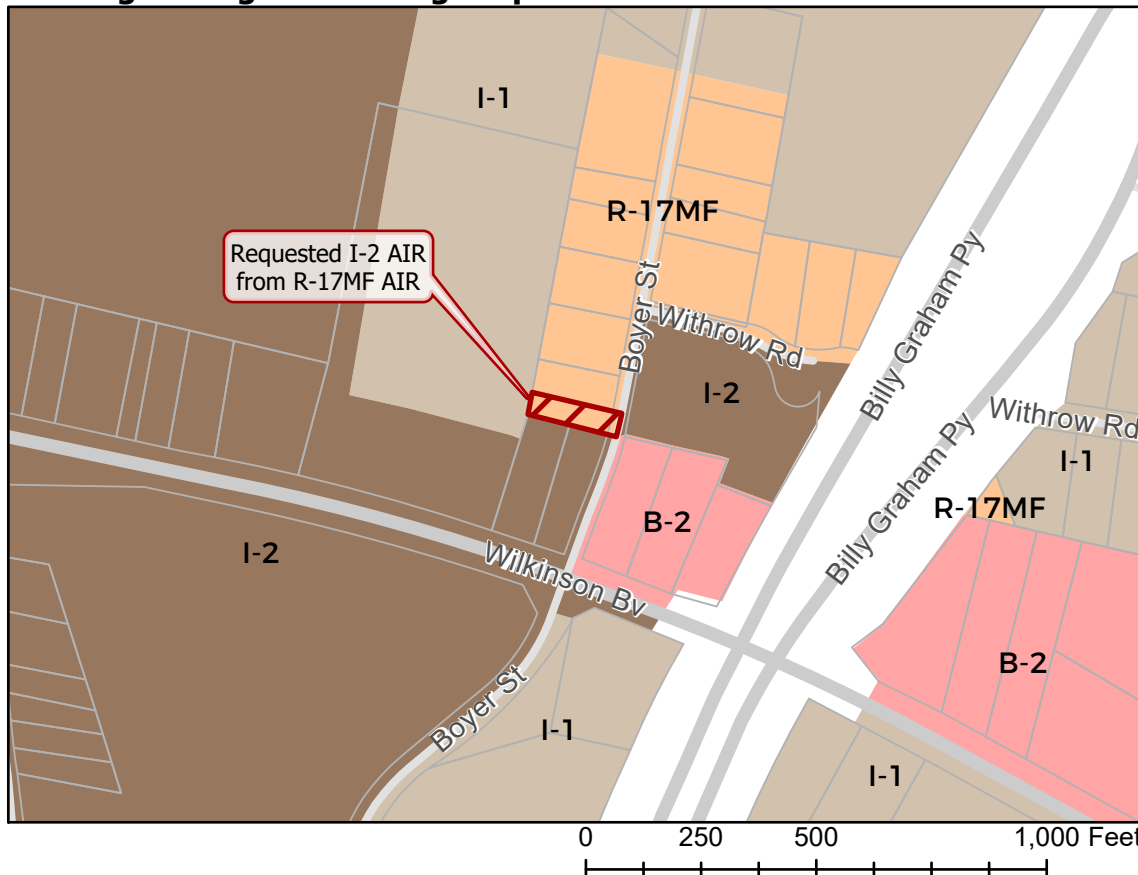 I-1
R-17MF
Requested I-2 AIR
from R-17MF AIR
Boyer St
Withrow Rd
Billy Graham Py
I-2
Withrow Rd
I-1
Billy Graham Py
R-17MF
B-2
I-2
Wilkinson Bv
B-2
Boyer St
I-1
I-1
0 250 500 1,000 Feet